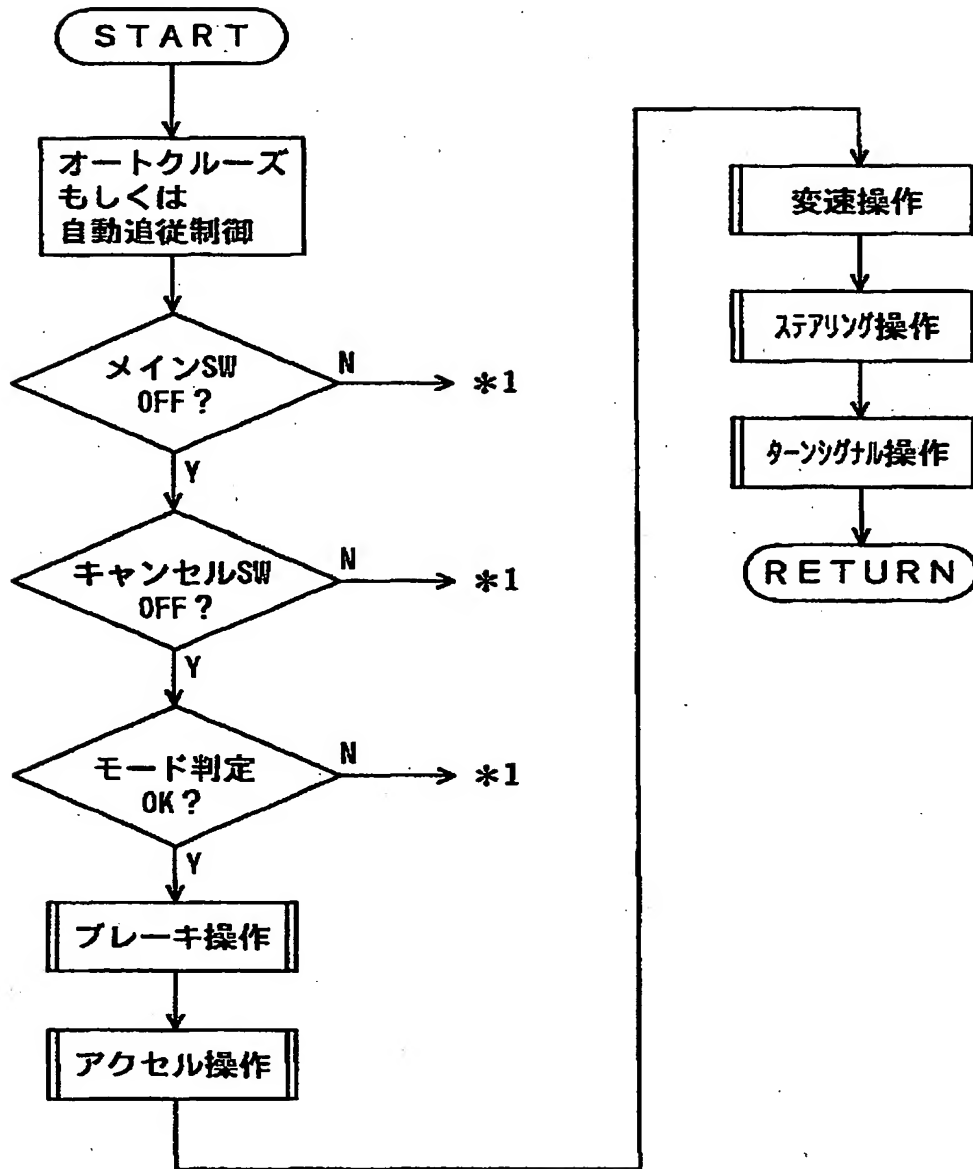 START
オートクルーズ
もしくは
自動追従制御
メインSW
OFF?
N
*1
Y
キャンセルSW
OFF?
N
*1
Y
モード判定
OK?
N
*1
Y
ブレーキ操作
アクセル操作
変速操作
ステアリング操作
ターンシグナル操作
RETURN